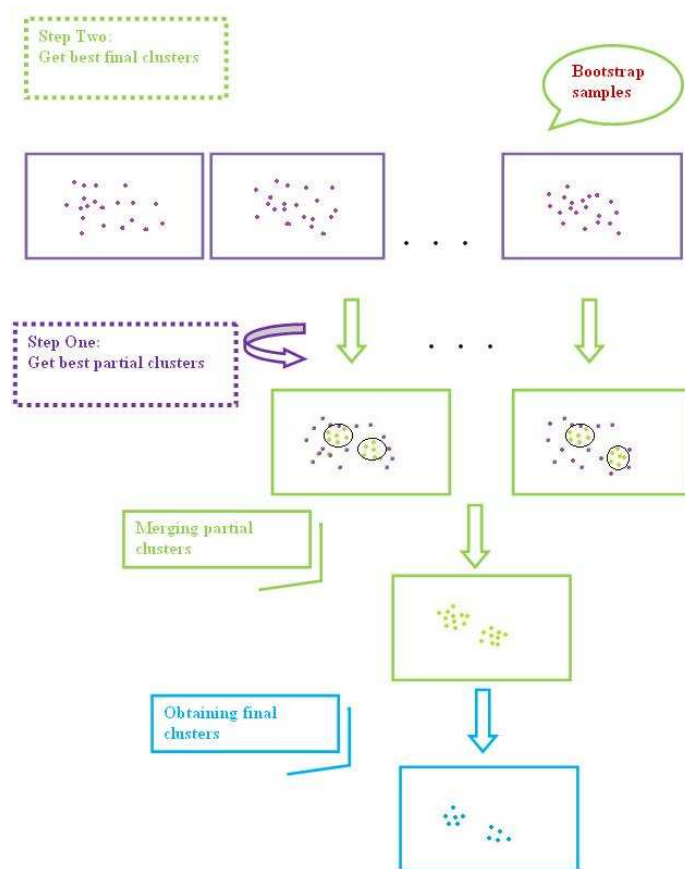 Step Two:
Get best final clusters
Bootstrap
samples
. . .
Step One:
Get best partial clusters
. . .
Merging partial
clusters
Obtaining final
clusters